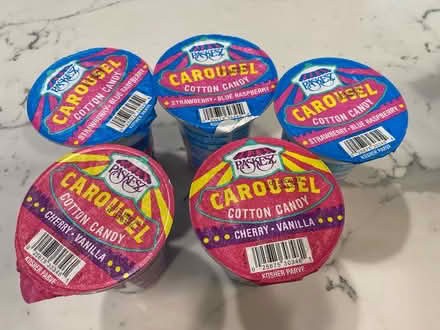 PASKESZ
CAROUSEL
COTTON CANDY
STRAWBERRY • BLUE RASPBERRY
PASKESZ
CAROUSEL
COTTON CANDY
STRAWBERRY • BLUE RASPBERRY
PASKESZ
CAROUSEL
COTTON CANDY
STRAWBERRY • BLUE RASPBERRY
KOSHER PARVE
PASKESZ
CAROUSEL
COTTON CANDY
CHERRY • VANILLA
KOSHER PARVE
PASKESZ
CAROUSEL
COTTON CANDY
CHERRY • VANILLA
KOSHER PARVE